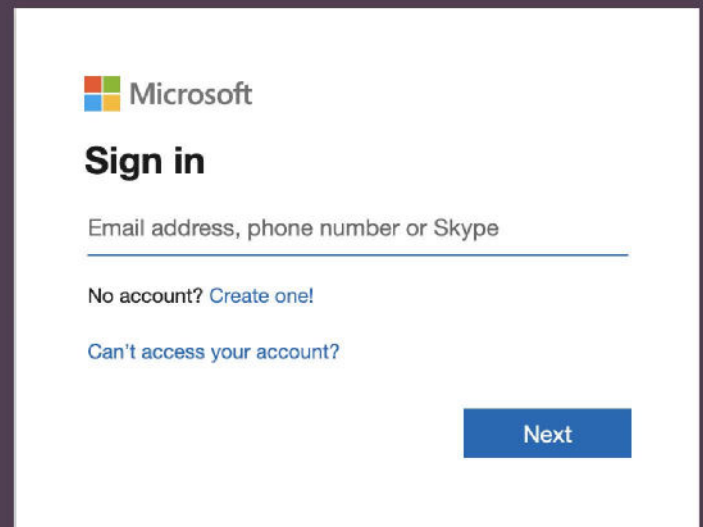 Microsoft
Sign in
Email address, phone number or Skype
No account? Create one!
Can't access your account?
Next